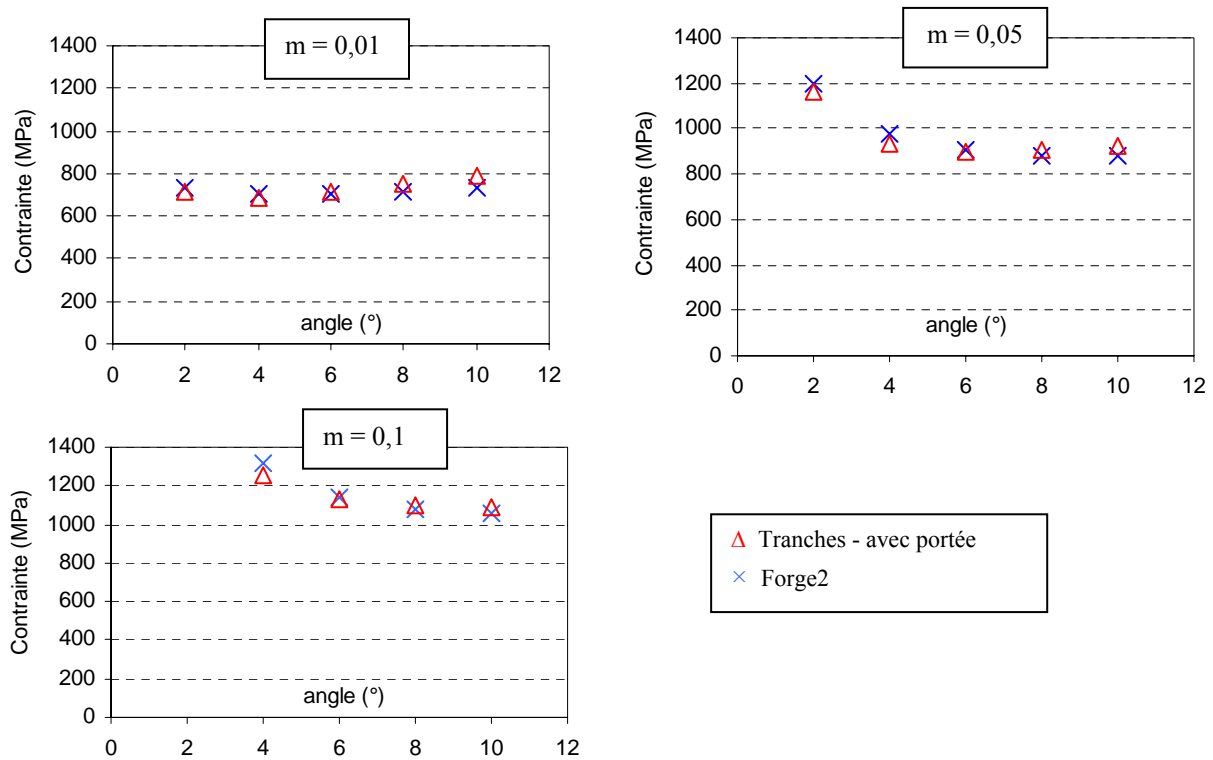 m = 0,01
Contrainte (MPa)
1400
1200
1000
800
600
400
200
0
angle (°)
0 2 4 6 8 10 12
m = 0,05
Contrainte (MPa)
1400
1200
1000
800
600
400
200
0
angle (°)
0 2 4 6 8 10 12
m = 0,1
Contrainte (MPa)
1400
1200
1000
800
600
400
200
0
angle (°)
0 2 4 6 8 10 12
Tranches - avec portée
Forge2